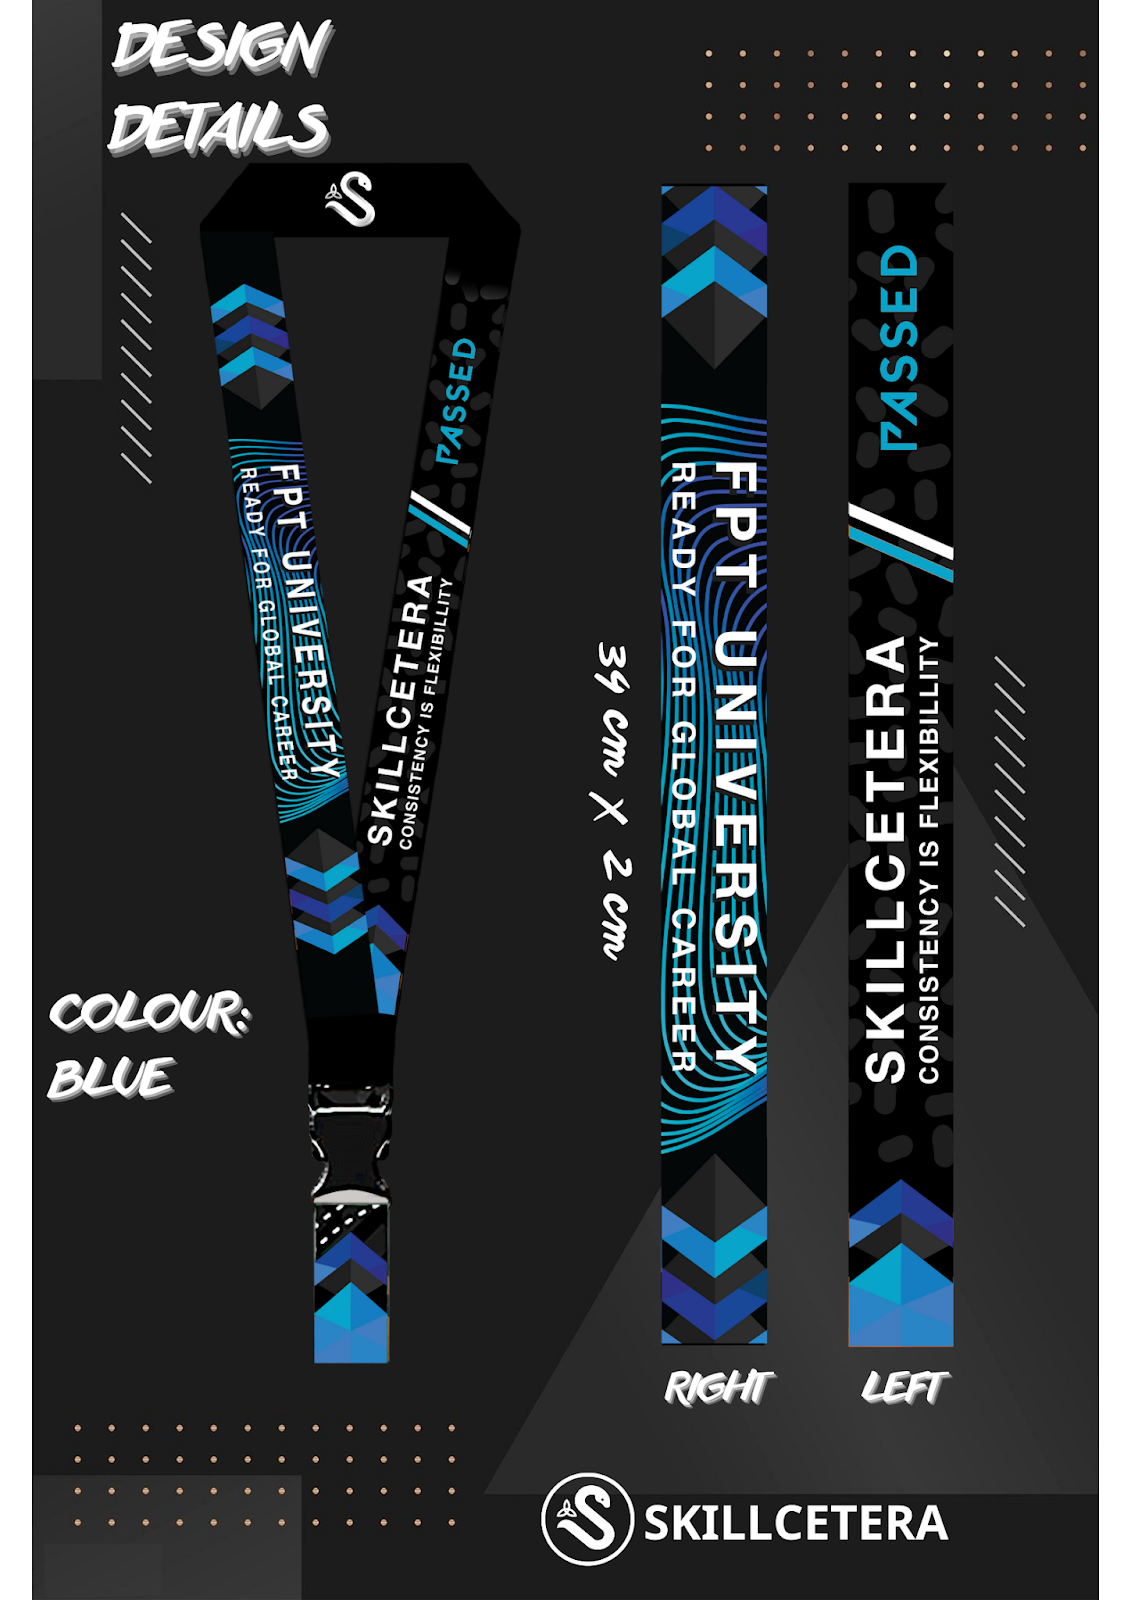 DESIGN
DETAILS
PASSED
FPT UNIVERSITY
READY FOR GLOBAL CAREER
SKILLCETERA
CONSISTENCY IS FLEXIBILLITY
COLOUR:
BLUE
39 cm X 2 cm
FPT UNIVERSITY
READY FOR GLOBAL CAREER
PASSED
SKILLCETERA
CONSISTENCY IS FLEXIBILLITY
RIGHT
LEFT
SKILLCETERA